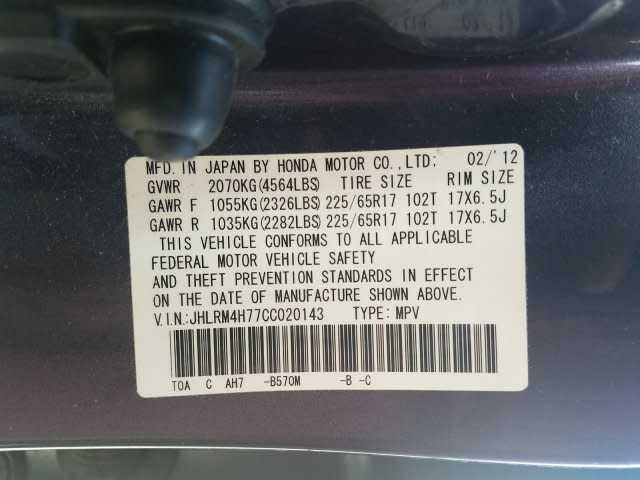 MFD. IN JAPAN BY HONDA MOTOR CO.,LTD. 02/'12
GVWR 2070KG(4564LBS) TIRE SIZE RIM SIZE
GAWR F 1055KG(2326LBS) 225/65R17 102T 17X6.5J
GAWR R 1035KG(2282LBS) 225/65R17 102T 17X6.5J
THIS VEHICLE CONFORMS TO ALL APPLICABLE
FEDERAL MOTOR VEHICLE SAFETY
AND THEFT PREVENTION STANDARDS IN EFFECT
ON THE DATE OF MANUFACTURE SHOWN ABOVE.
V.IN.:JHLRM4H77CC020143 TYPE: MPV
TOA C AH7 -B570M -B -C